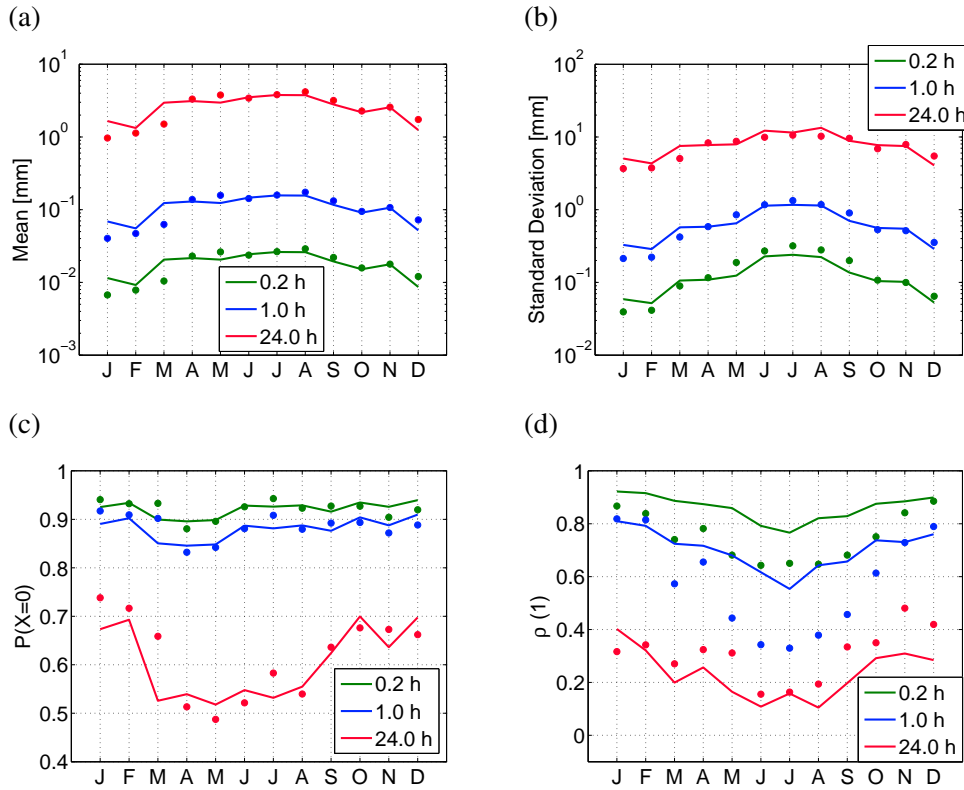 (a)
10^1
10^0
10^−1
10^−2
10^−3
Mean [mm]
J F M A M J J A S O N D
0.2 h
1.0 h
24.0 h
(b)
10^2
10^1
10^0
10^−1
10^−2
Standard Deviation [mm]
J F M A M J J A S O N D
0.2 h
1.0 h
24.0 h
(c)
1
0.9
0.8
0.7
0.6
0.5
0.4
P(X=0)
J F M A M J J A S O N D
0.2 h
1.0 h
24.0 h
(d)
1
0.8
0.6
0.4
0.2
0
ρ (1)
J F M A M J J A S O N D
0.2 h
1.0 h
24.0 h